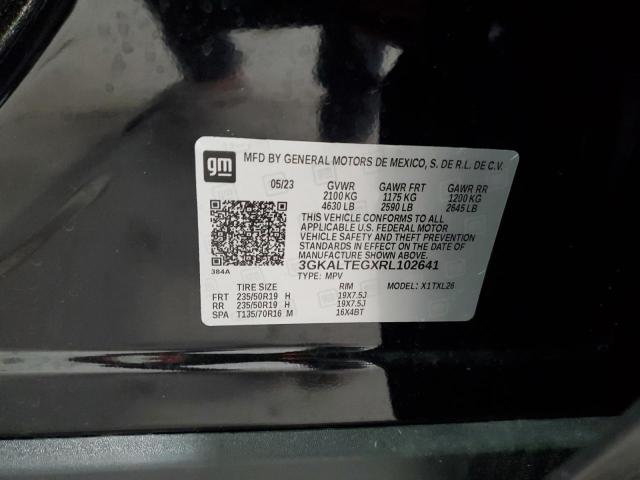 gm
MFD BY GENERAL MOTORS DE MEXICO, S. DE R.L. DE C.V.
05/23 GVWR GAWR FRT GAWR RR
2100 KG 1175 KG 1200 KG
4630 LB 2590 LB 2645 LB
THIS VEHICLE CONFORMS TO ALL
APPLICABLE U.S. FEDERAL MOTOR
VEHICLE SAFETY AND THEFT PREVENTION
STANDARDS IN EFFECT ON THE DATE OF
MANUFACTURE SHOWN ABOVE.
384A
3GKALTEGXRL102641
TYPE: MPV MODEL: X1TXL26
TIRE SIZE RIM
FRT 235/50R19 H 19X7.5J
RR 235/50R19 H 19X7.5J
SPA T135/70R16 M 16X4BT